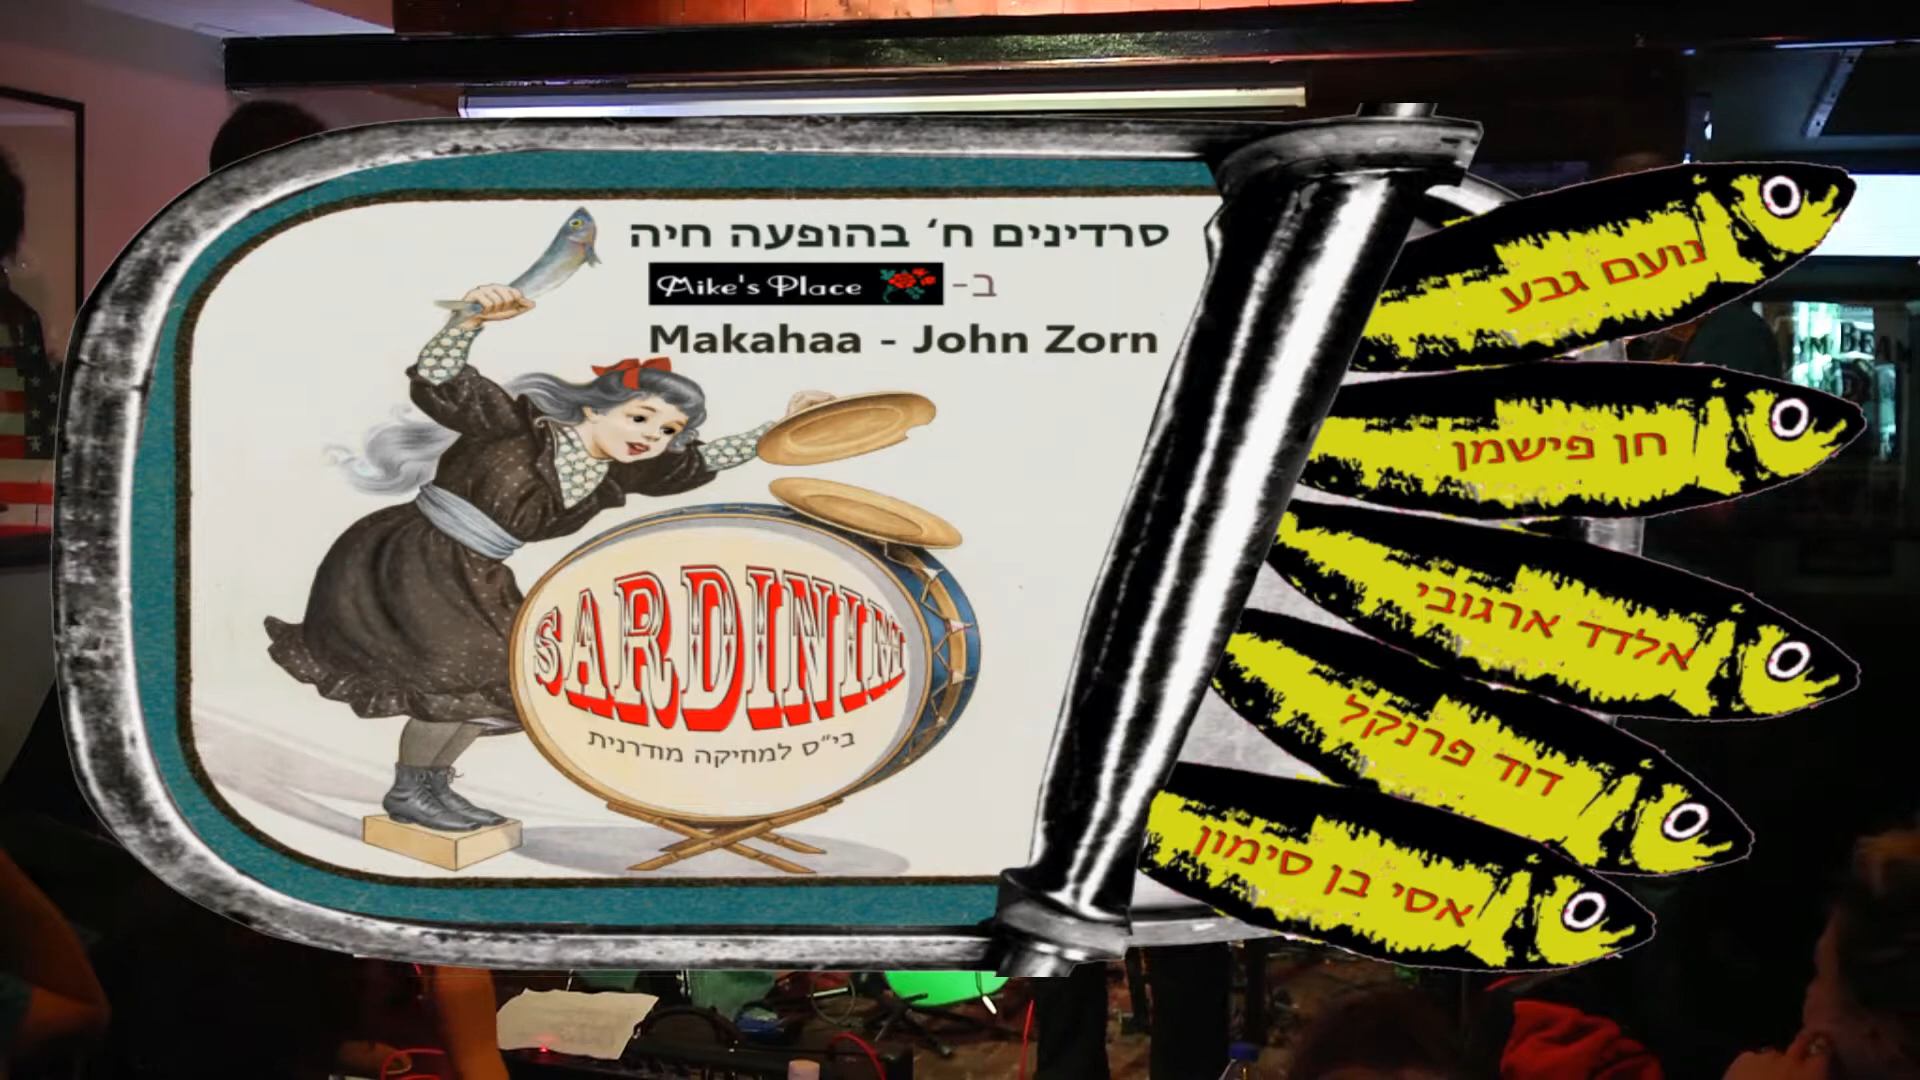 סרדינים ח' בהופעה חיה
ב- Mike's Place
Makahaa - John Zorn
SARDINIM
בי״ס למוזיקה מודרנית
נועם גבע
חן פישמן
אלדד ארגובי
דוד פרנקל
אסי בן סימון